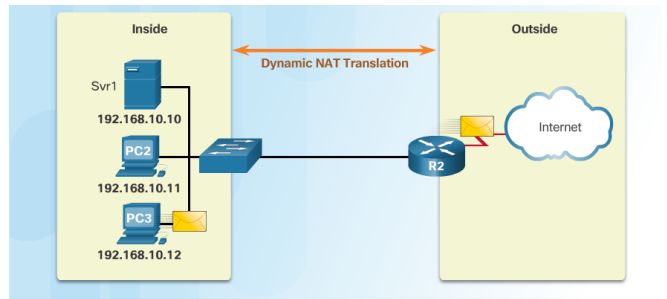 Inside
Outside
Dynamic NAT Translation
Svr1
192.168.10.10
PC2
192.168.10.11
PC3
192.168.10.12
R2
Internet